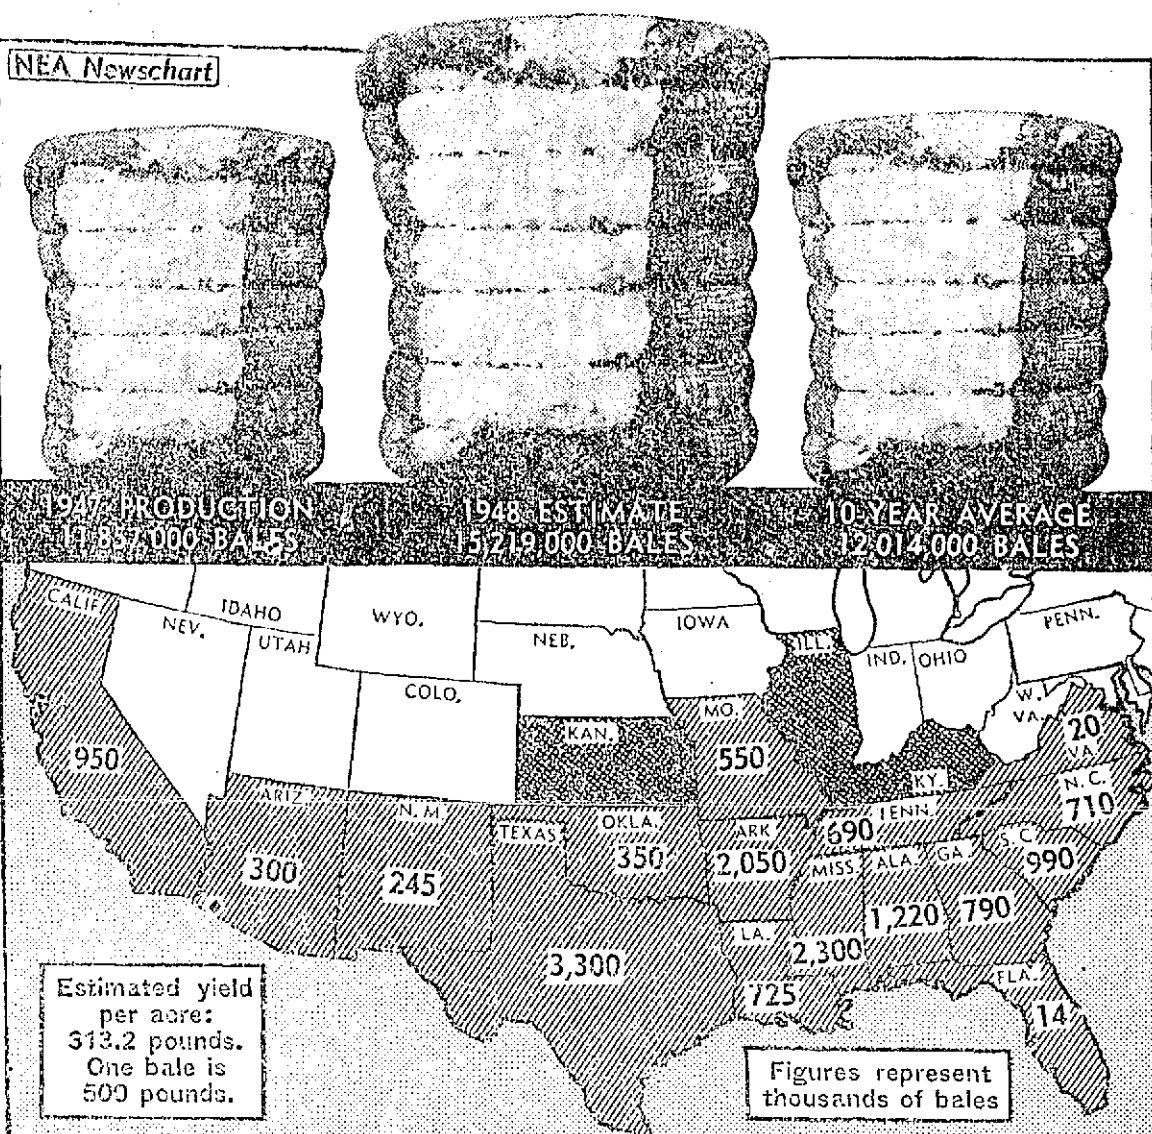 NEA Newschart
1947 PRODUCTION
11,857,000 BALES
1948 ESTIMATE
15,219,000 BALES
10-YEAR AVERAGE
12,014,000 BALES
CALIF.
950
NEV.
IDAHO
UTAH
WYO.
COLO.
NEB.
KAN.
IOWA
MO.
550
ILL.
IND.
OHIO
PENN.
W.
VA.
20
VA.
KY.
N.C.
710
ARIZ.
300
N. M.
245
TEXAS
3,300
OKLA.
350
ARK
2,050
690
TENN.
MISS.
2,300
ALA.
1,220
GA.
790
S.C.
990
LA.
725
FLA.
14
Estimated yield
per acre:
313.2 pounds.
One bale is
500 pounds.
Figures represent
thousands of bales